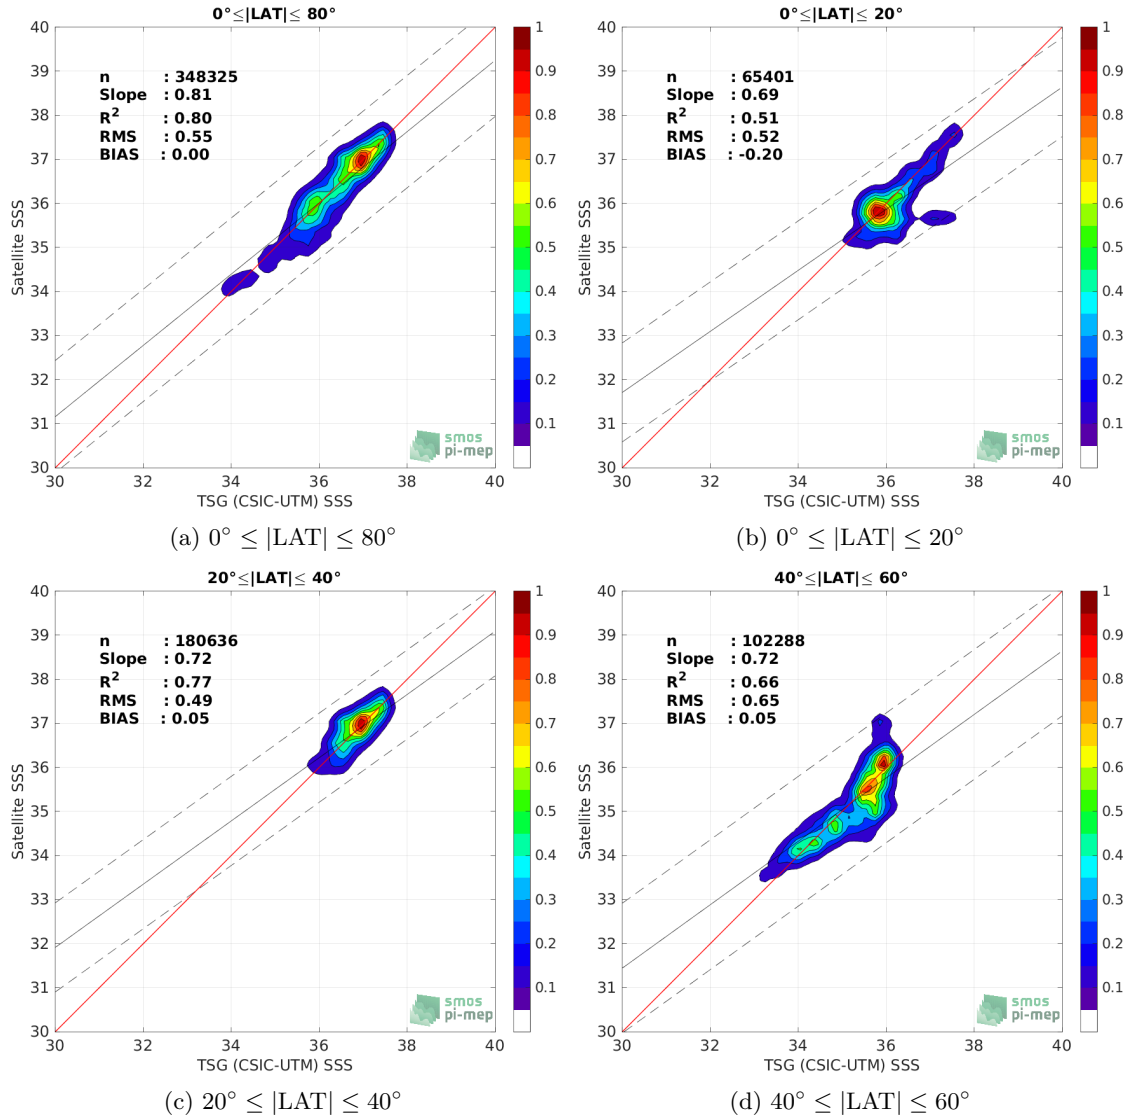 0°≤|LAT|≤ 80°
n : 348325
Slope : 0.81
R² : 0.80
RMS : 0.55
BIAS : 0.00
Satellite SSS
40
39
38
37
36
35
34
33
32
31
30
30 32 34 36 38 40
TSG (CSIC-UTM) SSS
smos
pi-mep
1
0.9
0.8
0.7
0.6
0.5
0.4
0.3
0.2
0.1
(a) 0° ≤ |LAT| ≤ 80°
0°≤|LAT|≤ 20°
n : 65401
Slope : 0.69
R² : 0.51
RMS : 0.52
BIAS : -0.20
Satellite SSS
40
39
38
37
36
35
34
33
32
31
30
30 32 34 36 38 40
TSG (CSIC-UTM) SSS
smos
pi-mep
1
0.9
0.8
0.7
0.6
0.5
0.4
0.3
0.2
0.1
(b) 0° ≤ |LAT| ≤ 20°
20°≤|LAT|≤ 40°
n : 180636
Slope : 0.72
R² : 0.77
RMS : 0.49
BIAS : 0.05
Satellite SSS
40
39
38
37
36
35
34
33
32
31
30
30 32 34 36 38 40
TSG (CSIC-UTM) SSS
smos
pi-mep
1
0.9
0.8
0.7
0.6
0.5
0.4
0.3
0.2
0.1
(c) 20° ≤ |LAT| ≤ 40°
40°≤|LAT|≤ 60°
n : 102288
Slope : 0.72
R² : 0.66
RMS : 0.65
BIAS : 0.05
Satellite SSS
40
39
38
37
36
35
34
33
32
31
30
30 32 34 36 38 40
TSG (CSIC-UTM) SSS
smos
pi-mep
1
0.9
0.8
0.7
0.6
0.5
0.4
0.3
0.2
0.1
(d) 40° ≤ |LAT| ≤ 60°